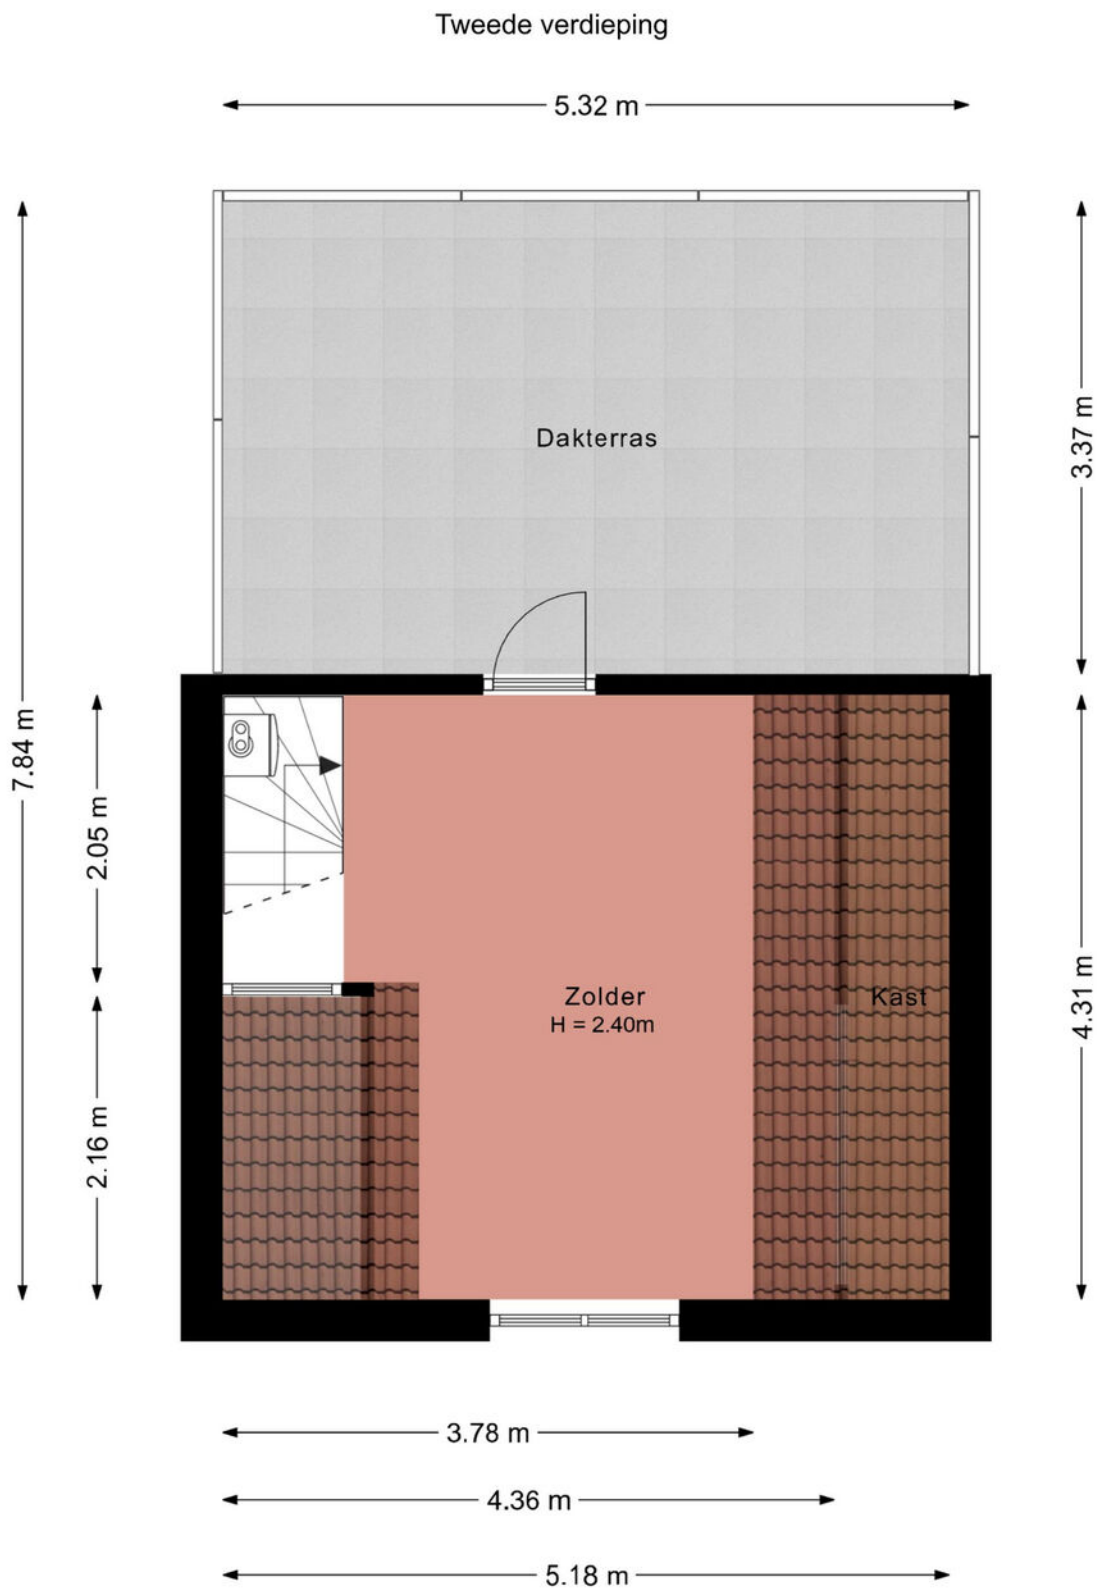 Tweede verdieping
5.32 m
3.37 m
Dakterras
7.84 m
2.05 m
4.31 m
Zolder
H = 2.40m
Kast
2.16 m
3.78 m
4.36 m
5.18 m